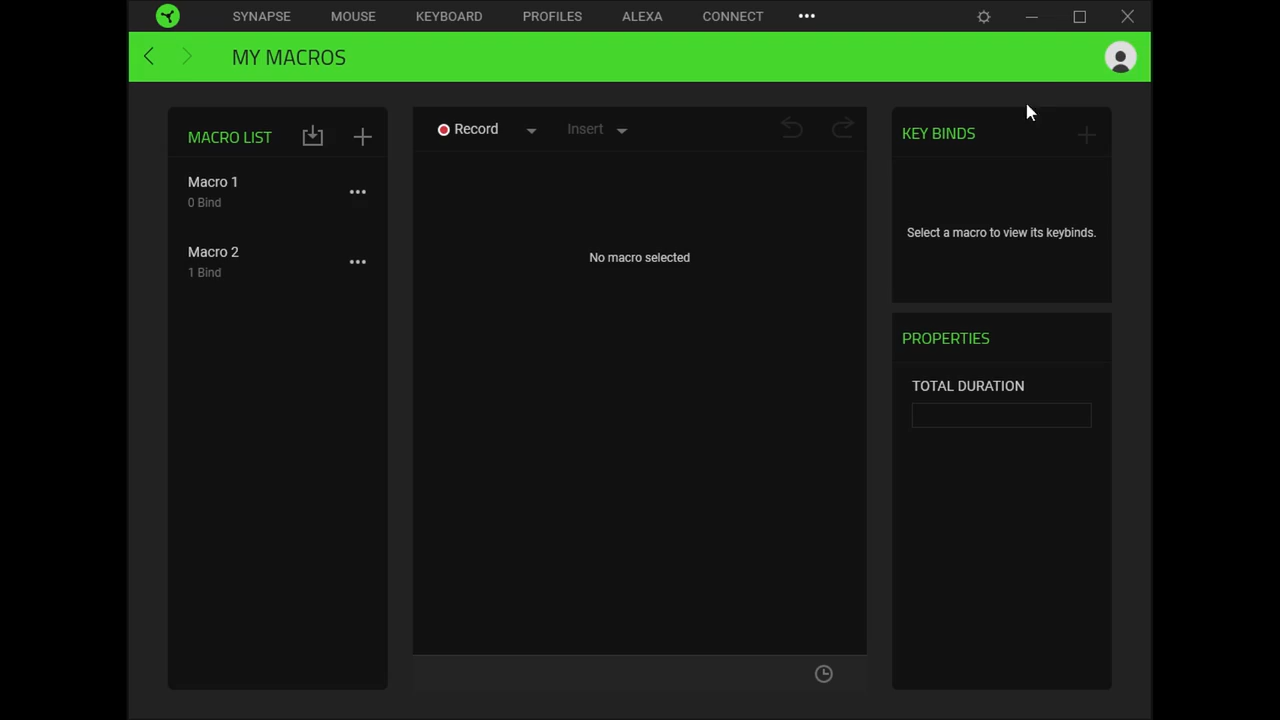 SYNAPSE MOUSE KEYBOARD PROFILES ALEXA CONNECT •••
MY MACROS
MACRO LIST
Macro 1
0 Bind
Macro 2
1 Bind
Record Insert
No macro selected
KEY BINDS
Select a macro to view its keybinds.
PROPERTIES
TOTAL DURATION